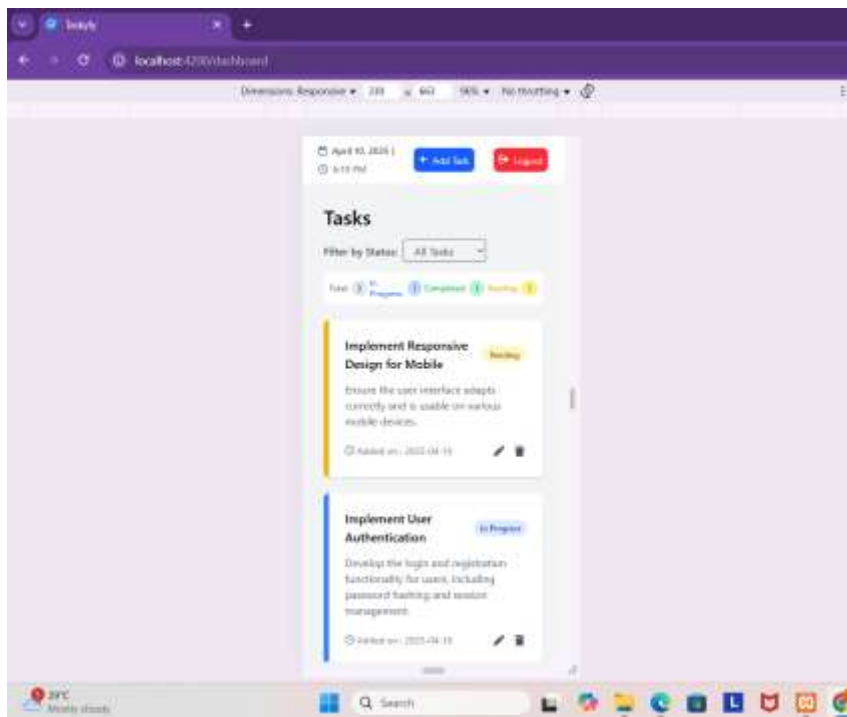 Taskify
localhost:4200/dashboard
Dimensions: Responsive 663 96% No throttling
April 10, 2025 |
PM
+ Add Task
Logout
Tasks
Filter by Status: All Tasks
Total In Progress Completed Pending
Implement Responsive
Design for Mobile
Pending
Ensure the user interface adapts
correctly and is usable on various
mobile devices.
Added on : 2025-04-10
Implement User
Authentication
In Progress
Develop the login and registration
functionality for users, including
password hashing and session
management.
Added on : 2025-04-10
29°C
Mostly cloudy
Search